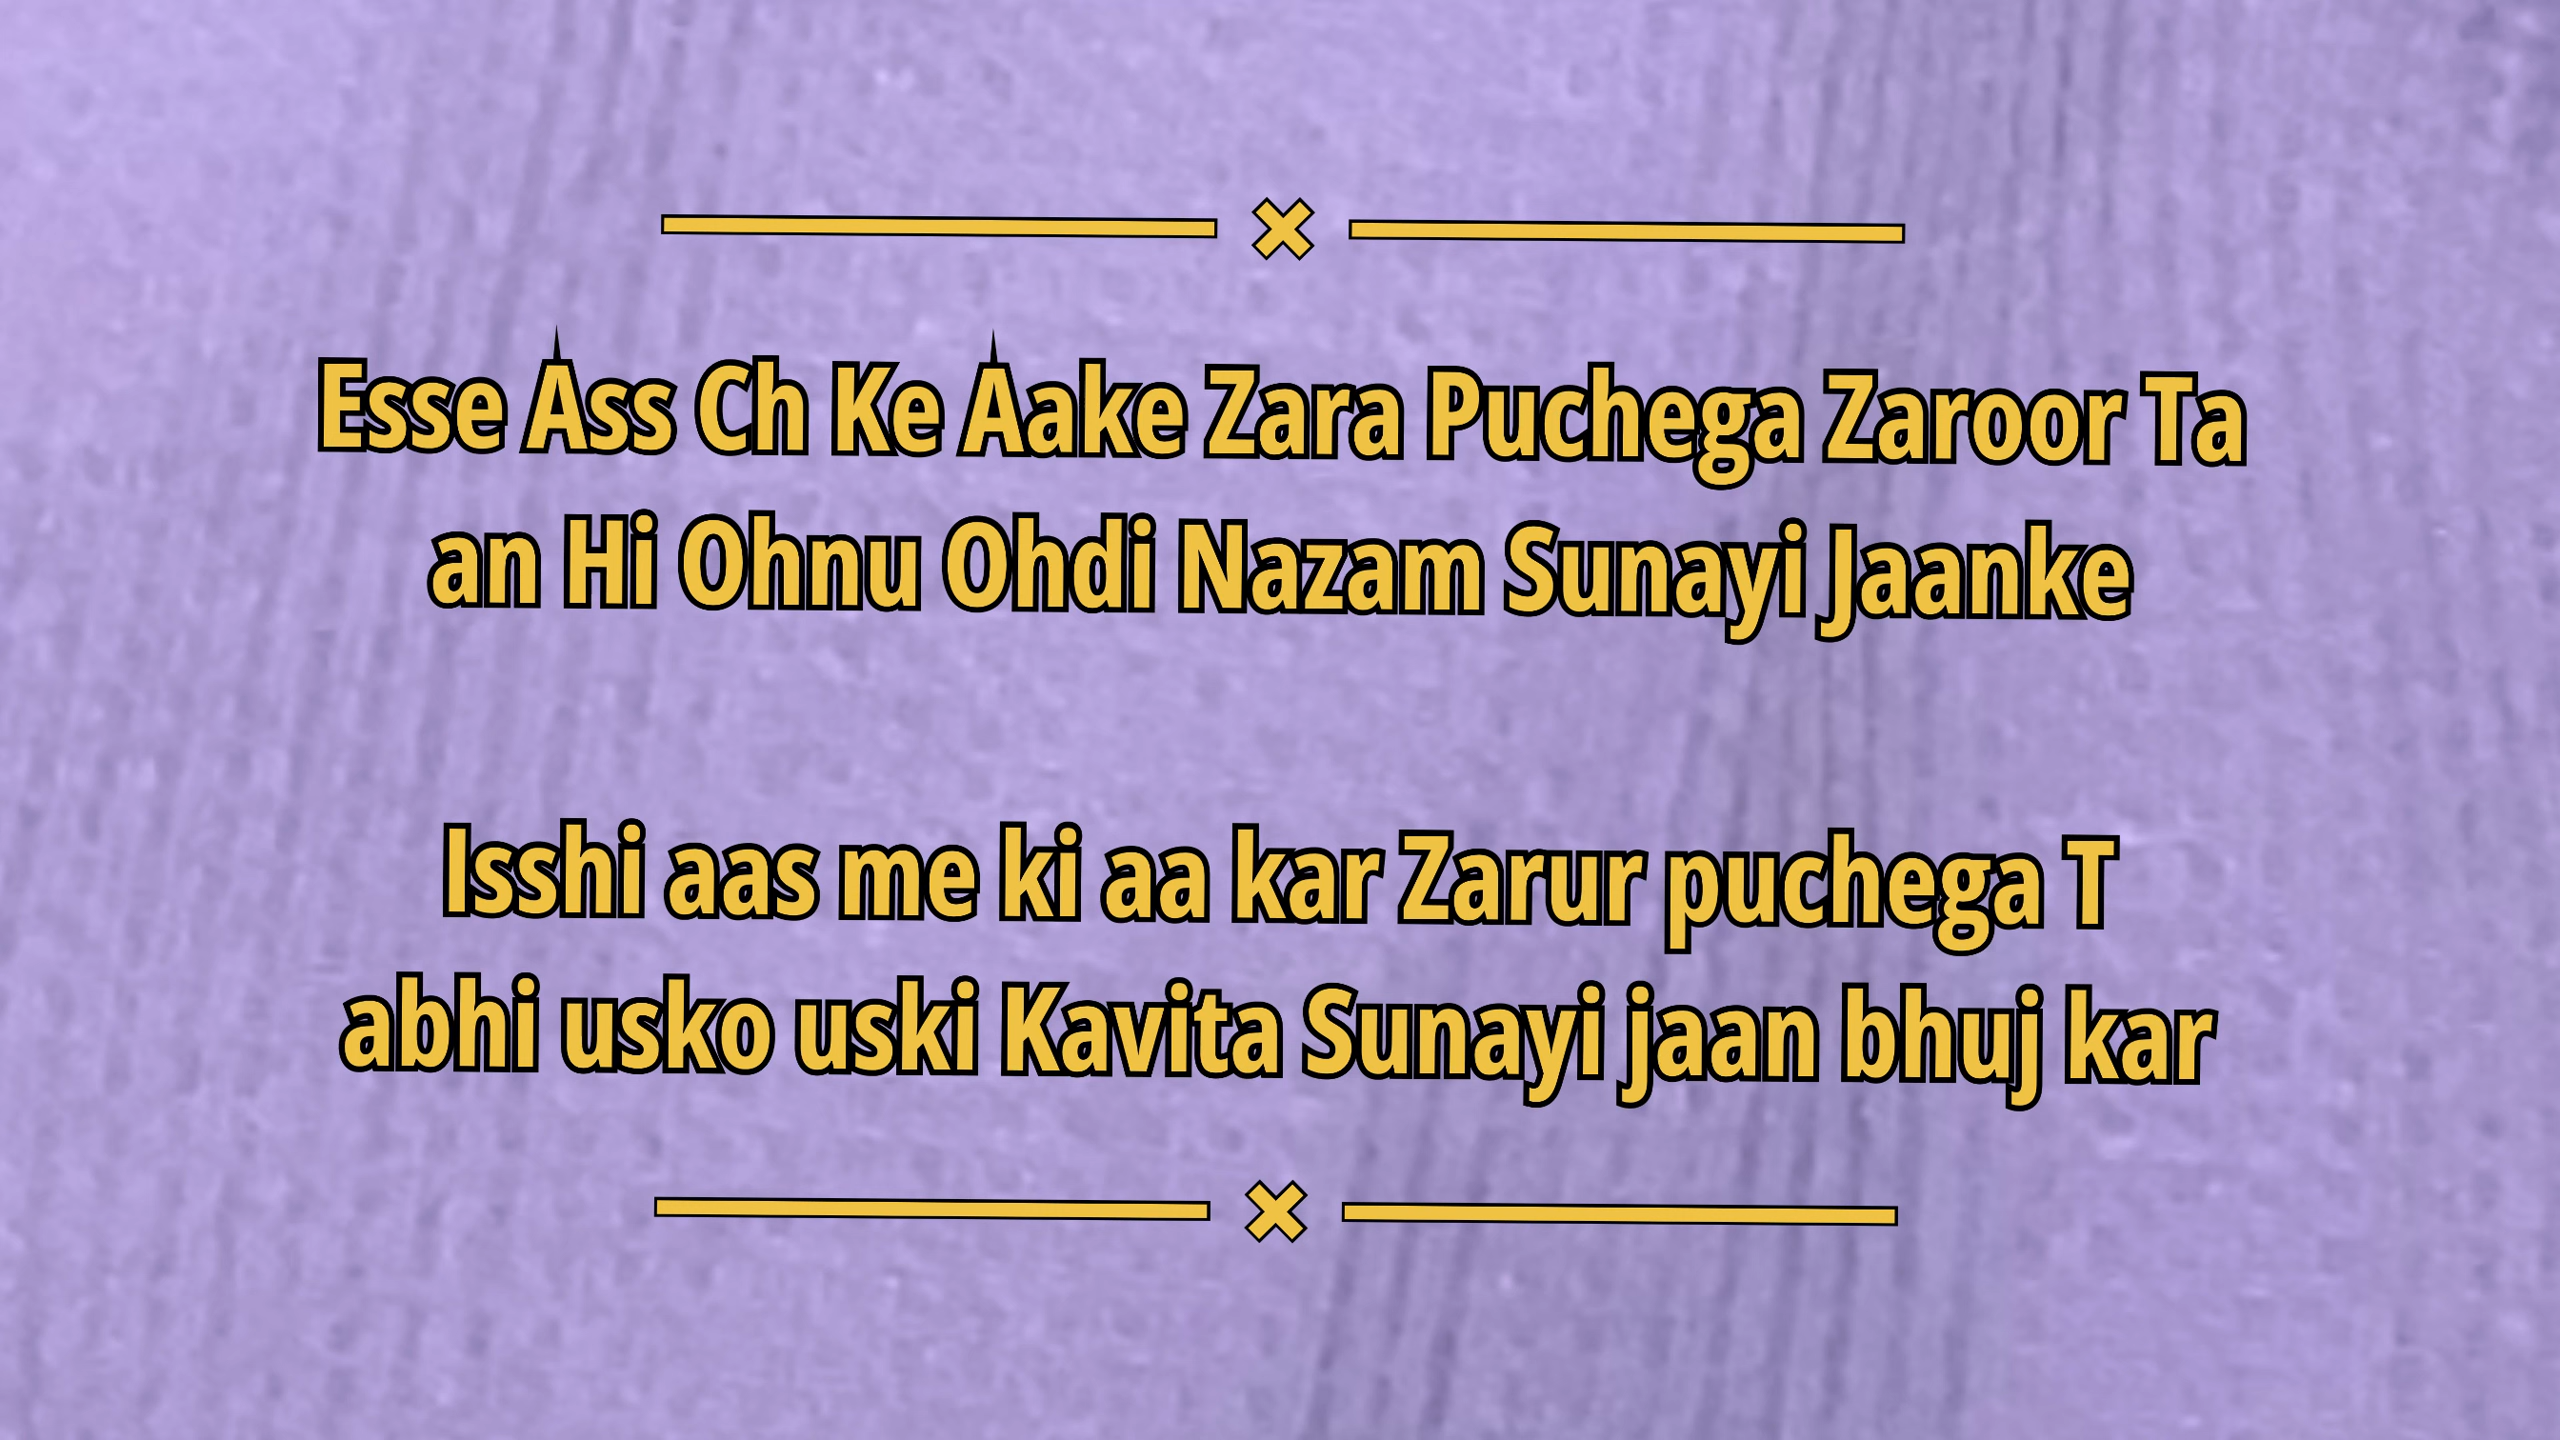 Esse Ass Ch Ke Aake Zara Puchega Zaroor Ta
an Hi Ohnu Ohdi Nazam Sunayi Jaanke
Isshi aas me ki aa kar Zarur puchega T
abhi usko uski Kavita Sunayi jaan bhuj kar